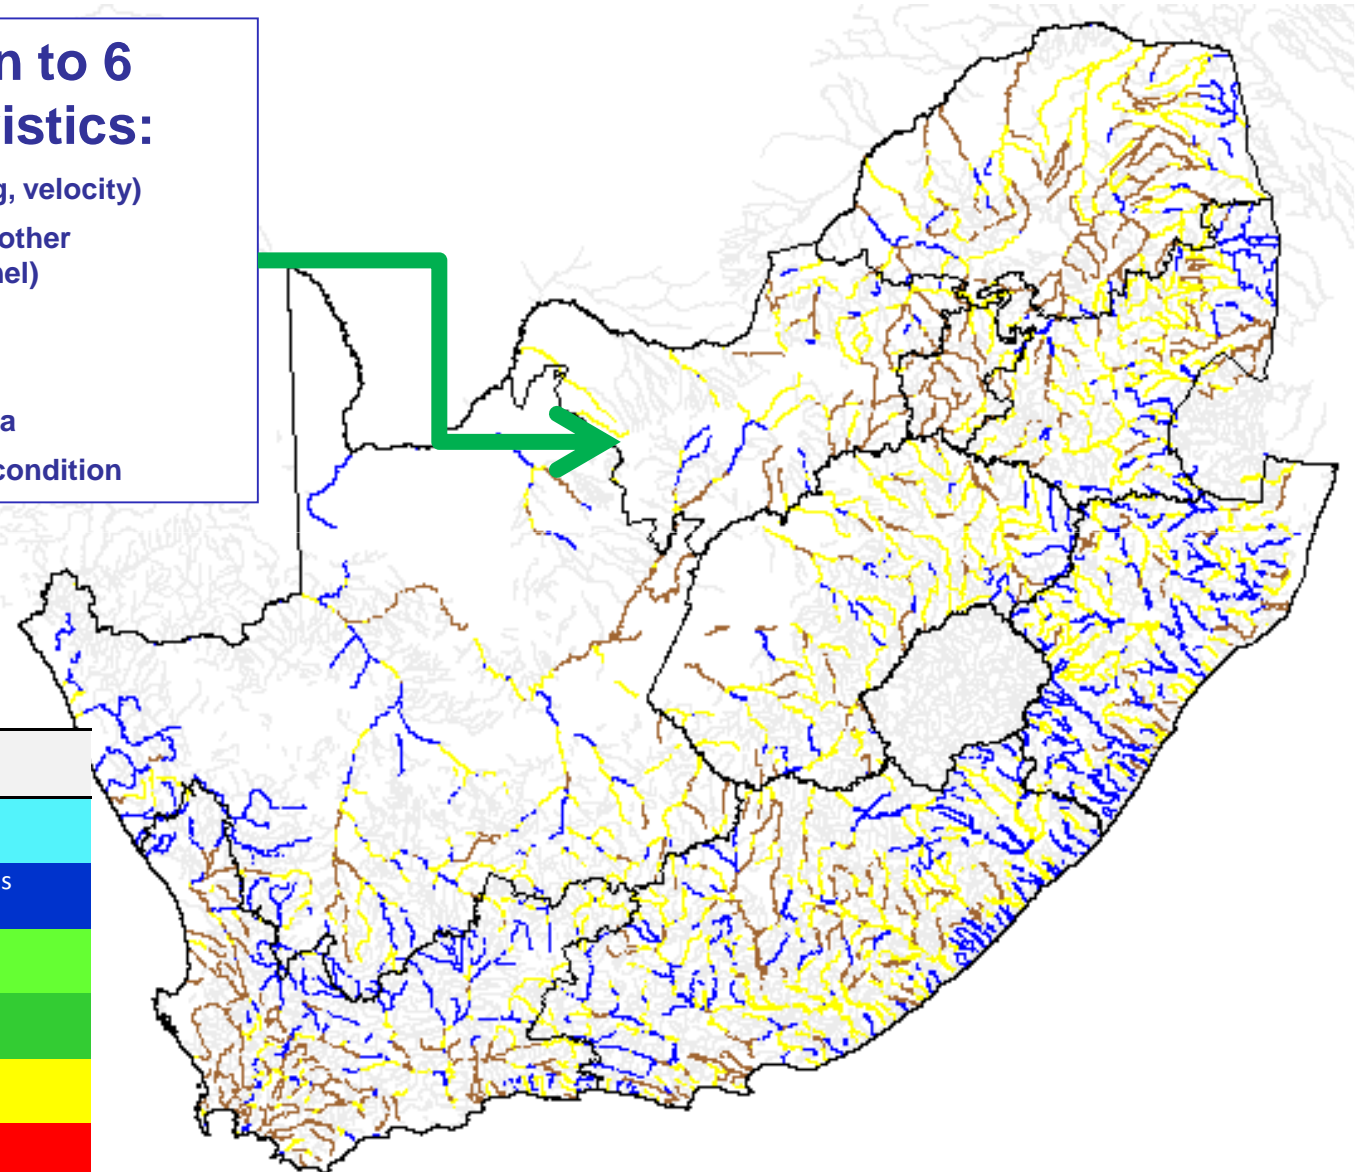 n to 6
istics:
g, velocity)
other
nel)
a
condition
s